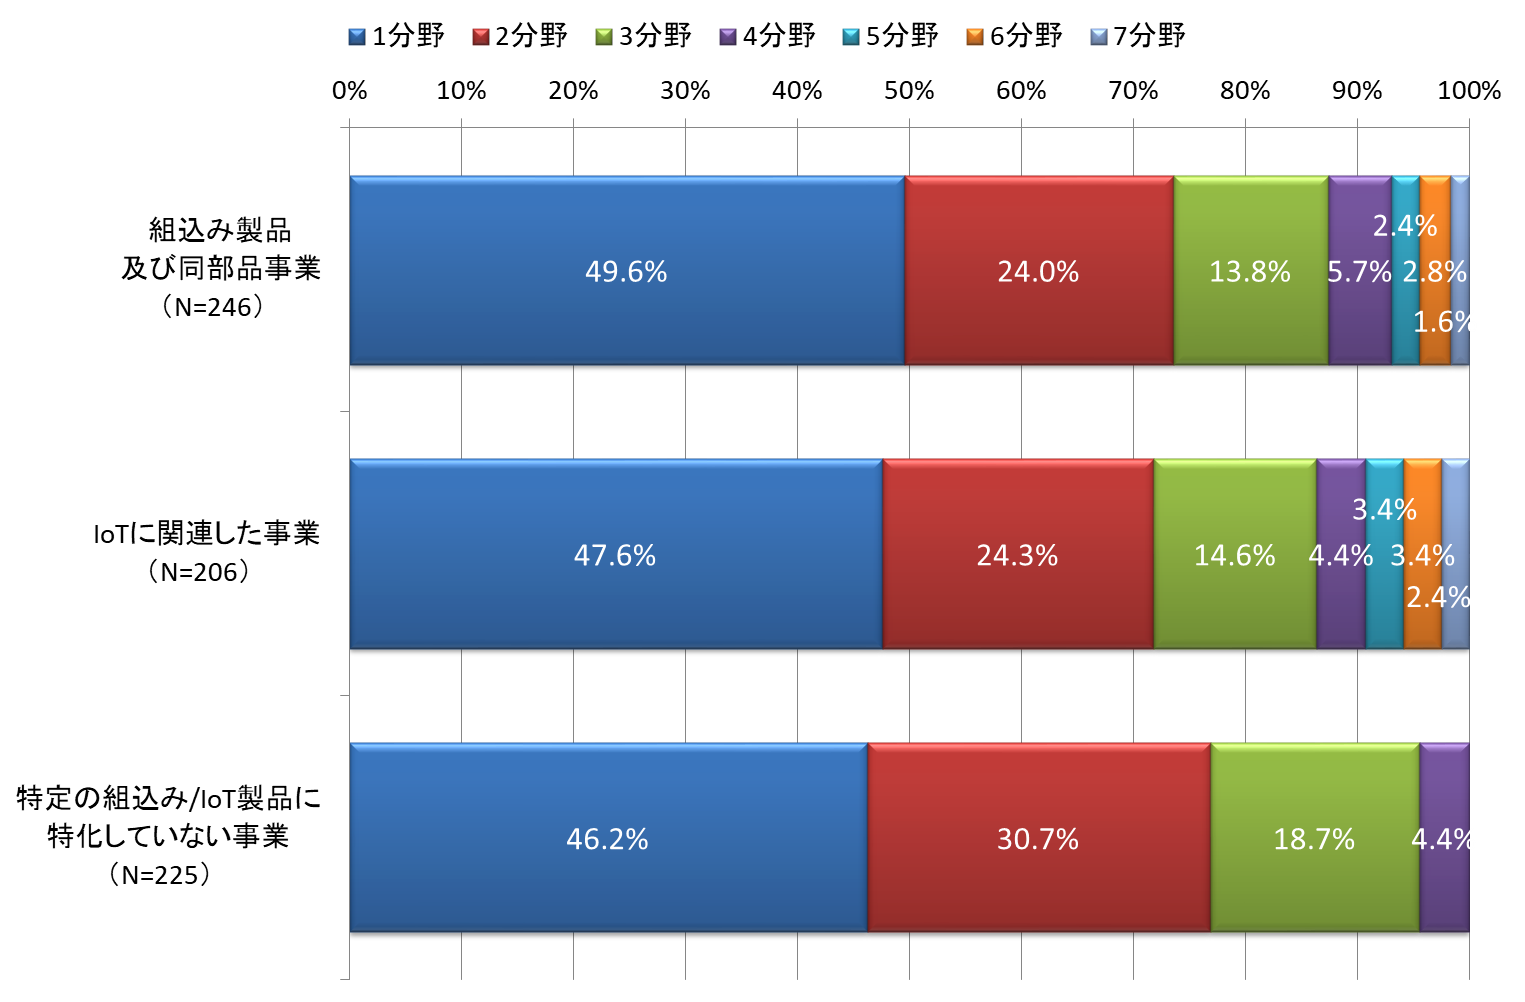 1分野 2分野 3分野 4分野 5分野 6分野 7分野
0% 10% 20% 30% 40% 50% 60% 70% 80% 90% 100%
組込み製品
及び同部品事業
（N=246）
49.6% 24.0% 13.8% 5.7% 2.4% 2.8% 1.6%
IoTに関連した事業
（N=206）
47.6% 24.3% 14.6% 4.4% 3.4% 3.4% 2.4%
特定の組込み/IoT製品に
特化していない事業
（N=225）
46.2% 30.7% 18.7% 4.4%